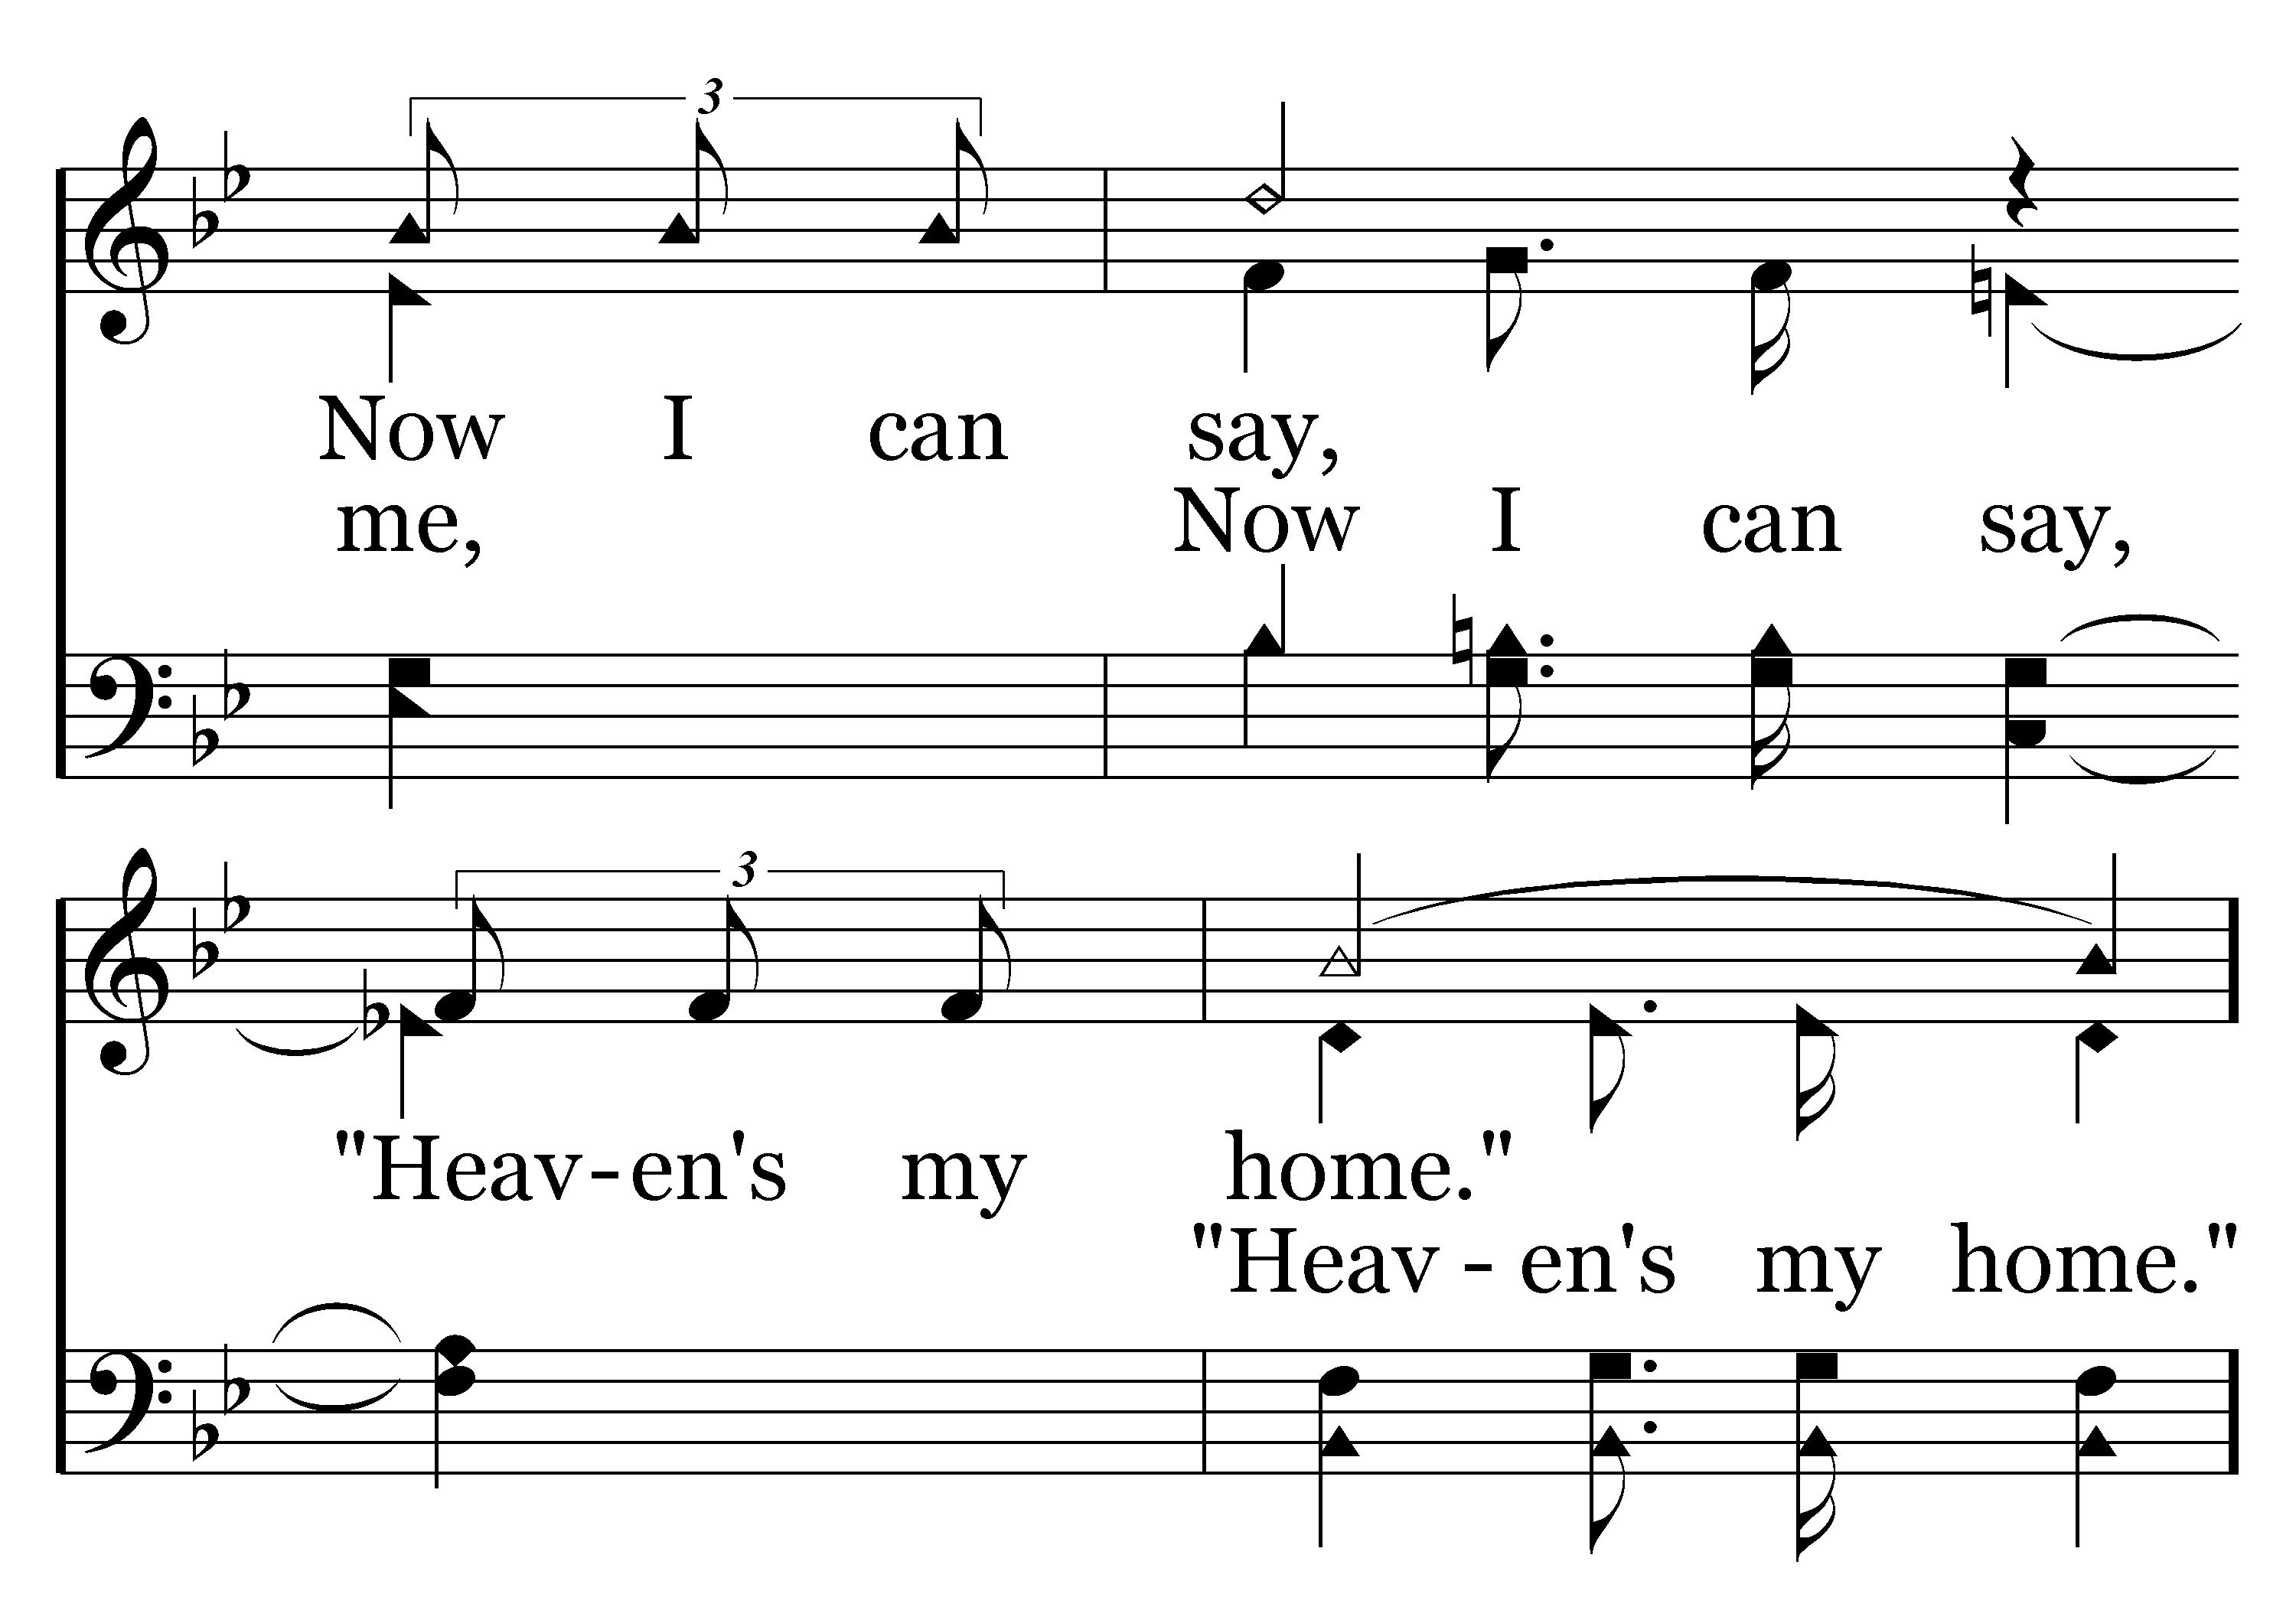 3
Now I can say,
me, Now I can say,
3
"Heav-en's my home."
"Heav - en's my home."